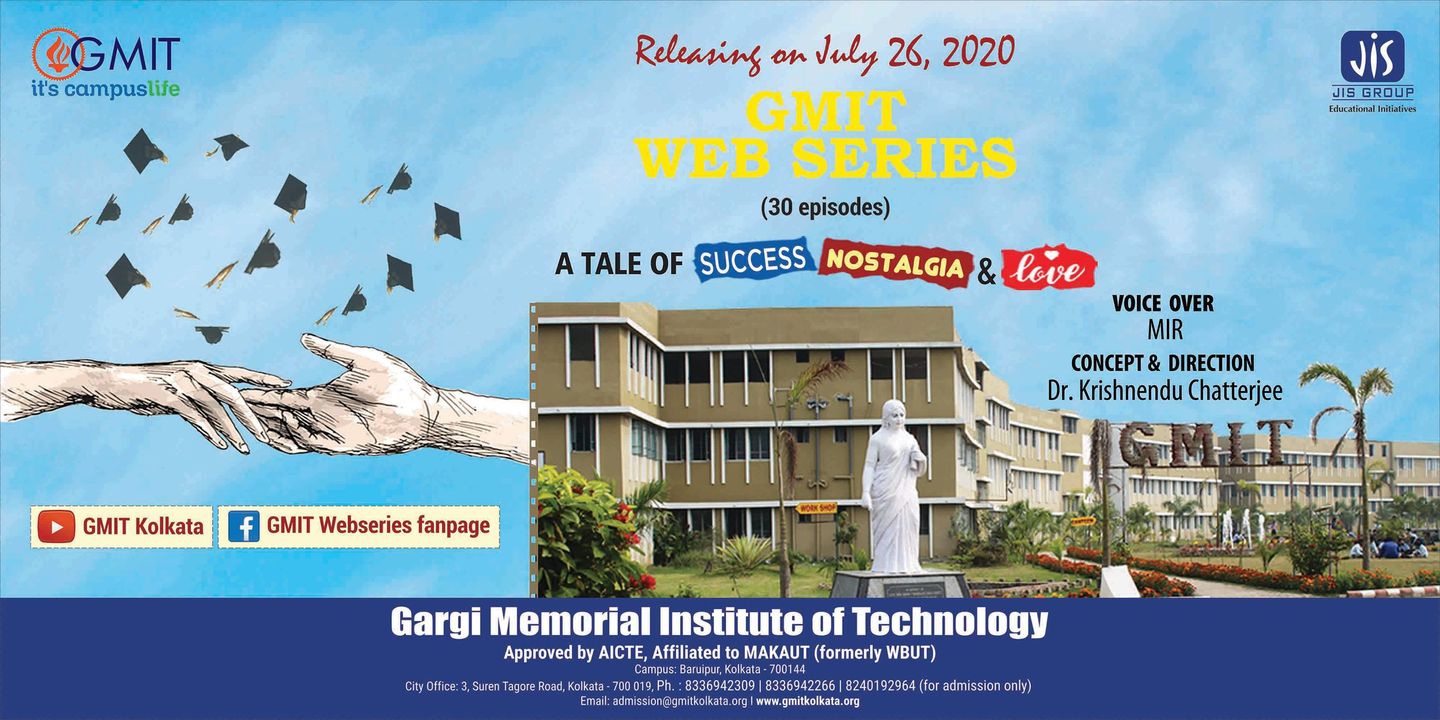 GMIT
it's campuslife
Releasing on July 26, 2020
GMIT
WEB SERIES
(30 episodes)
A TALE OF SUCCESS NOSTALGIA & love
JIS
JIS GROUP
Educational Initiatives
VOICE OVER
MIR
CONCEPT & DIRECTION
Dr. Krishnendu Chatterjee
GMIT
WORK SHOP
CANTEEN
GMIT Kolkata
GMIT Webseries fanpage
Gargi Memorial Institute of Technology
Approved by AICTE, Affiliated to MAKAUT (formerly WBUT)
Campus: Baruipur, Kolkata - 700144
City Office: 3, Suren Tagore Road, Kolkata - 700 019, Ph. : 8336942309 | 8336942266 | 8240192964 (for admission only)
Email: admission@gmitkolkata.org I www.gmitkolkata.org